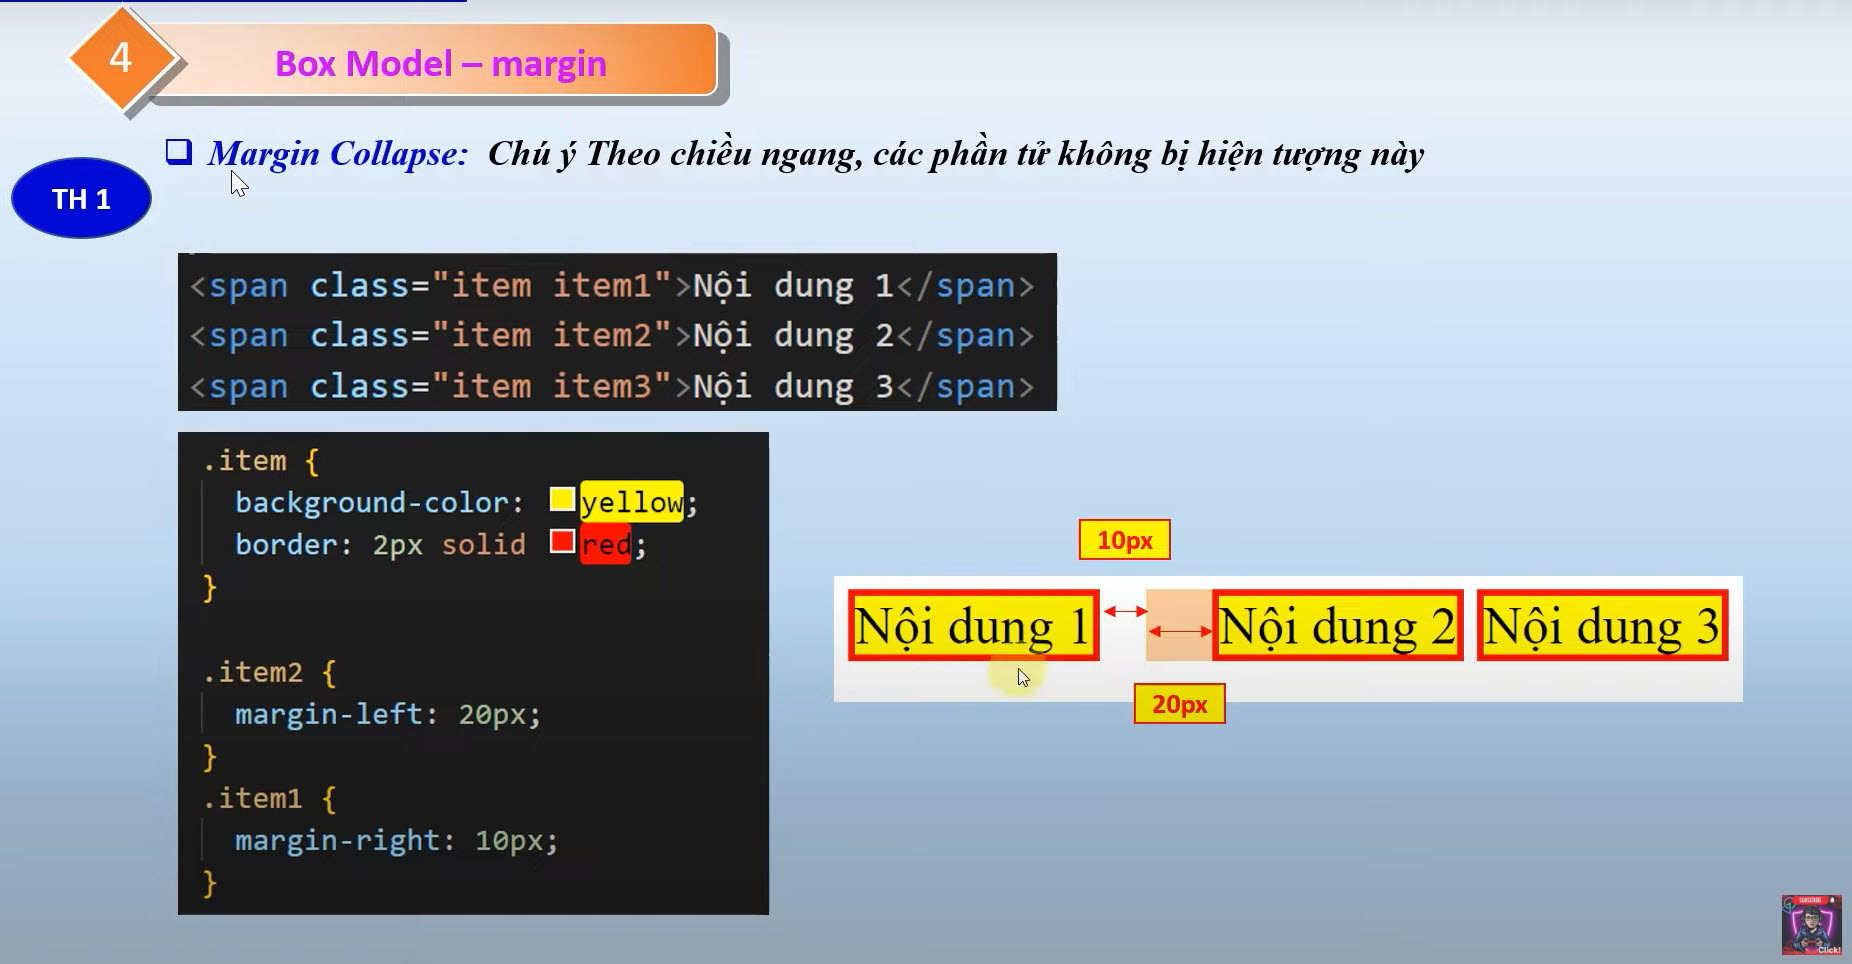 4
Box Model – margin
Margin Collapse: Chú ý Theo chiều ngang, các phần tử không bị hiện tượng này
TH 1
<span class="item item1">Nội dung 1</span>
<span class="item item2">Nội dung 2</span>
<span class="item item3">Nội dung 3</span>
.item {
background-color: yellow;
border: 2px solid red;
}
.item2 {
margin-left: 20px;
}
.item1 {
margin-right: 10px;
}
10px
Nội dung 1 Nội dung 2 Nội dung 3
20px
SUBSCRIBE
Click!